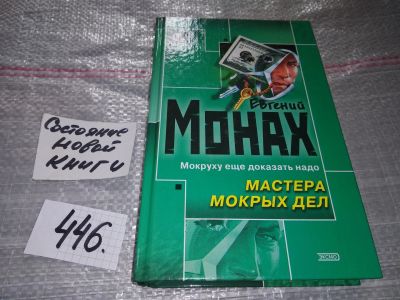 Евгений
МОНАХ
Мокруху еще доказать надо
МАСТЕРА
МОКРЫХ ДЕЛ
ЭКСМО
Состояние
новой
книги
446.